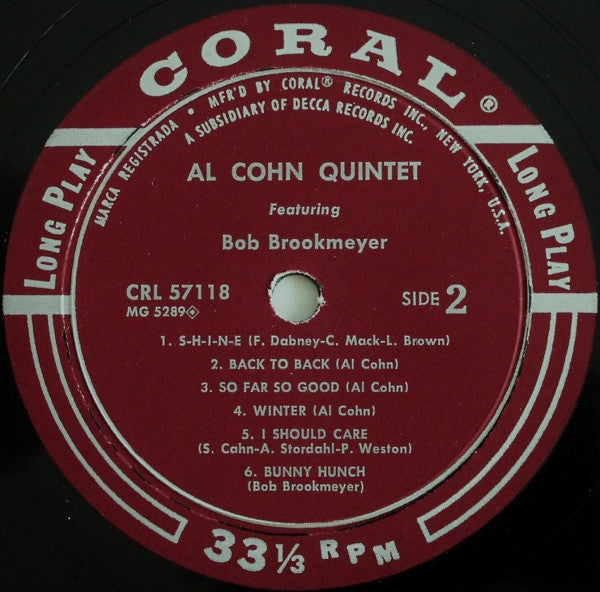 CORAL®
MARCA REGISTRADA • MFR'D BY CORAL® RECORDS INC., NEW YORK, U.S.A.
A SUBSIDIARY OF DECCA RECORDS INC.
LONG PLAY
LONG PLAY
AL COHN QUINTET
Featuring
Bob Brookmeyer
CRL 57118
MG 5289
SIDE 2
1. S-H-I-N-E (F. Dabney-C. Mack-L. Brown)
2. BACK TO BACK (Al Cohn)
3. SO FAR SO GOOD (Al Cohn)
4. WINTER (Al Cohn)
5. I SHOULD CARE
(S. Cahn-A. Stordahl-P. Weston)
6. BUNNY HUNCH
(Bob Brookmeyer)
33⅓ RPM